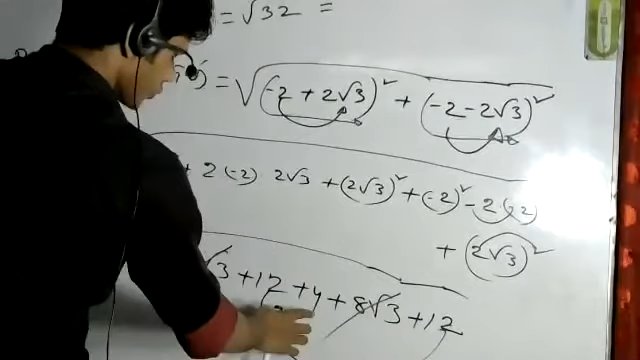 = √32 =
) = √(-2 + 2√3)² + (-2 - 2√3)²
+ 2(-2) 2√3 + (2√3)² + (-2)² - 2·(-2)
+ (2√3)²
√3 + 12 + 4 + 8√3 + 12